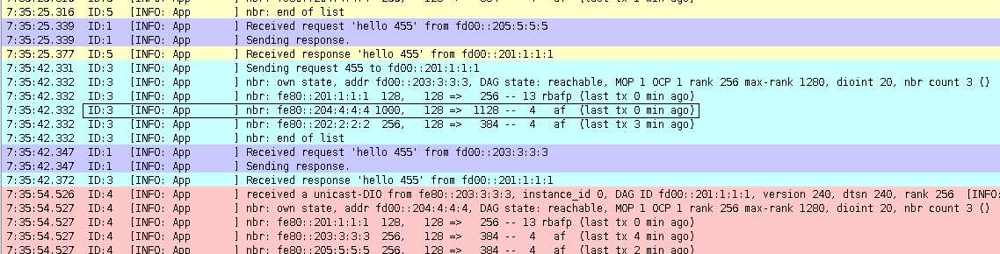 7:35:25.316 ID:5 [INFO: App ] nbr: end of list
7:35:25.339 ID:1 [INFO: App ] Received request 'hello 455' from fd00::205:5:5:5
7:35:25.339 ID:1 [INFO: App ] Sending response.
7:35:25.377 ID:5 [INFO: App ] Received response 'hello 455' from fd00::201:1:1:1
7:35:42.331 ID:3 [INFO: App ] Sending request 455 to fd00::201:1:1:1
7:35:42.332 ID:3 [INFO: App ] nbr: own state, addr fd00::203:3:3:3, DAG state: reachable, MOP 1 OCP 1 rank 256 max-rank 1280, dioint 20, nbr count 3 ()
7:35:42.332 ID:3 [INFO: App ] nbr: fe80::201:1:1:1 128, 128 => 256 -- 13 rbafp (last tx 0 min ago)
7:35:42.332 ID:3 [INFO: App ] nbr: fe80::204:4:4:4 1000, 128 => 1128 -- 4 af (last tx 0 min ago)
7:35:42.332 ID:3 [INFO: App ] nbr: fe80::202:2:2:2 256, 128 => 384 -- 4 af (last tx 3 min ago)
7:35:42.332 ID:3 [INFO: App ] nbr: end of list
7:35:42.347 ID:1 [INFO: App ] Received request 'hello 455' from fd00::203:3:3:3
7:35:42.347 ID:1 [INFO: App ] Sending response.
7:35:42.372 ID:3 [INFO: App ] Received response 'hello 455' from fd00::201:1:1:1
7:35:54.526 ID:4 [INFO: App ] received a unicast-DIO from fe80::203:3:3:3, instance_id 0, DAG ID fd00::201:1:1:1, version 240, dtsn 240, rank 256 [INFO:
7:35:54.527 ID:4 [INFO: App ] nbr: own state, addr fd00::204:4:4:4, DAG state: reachable, MOP 1 OCP 1 rank 256 max-rank 1280, dioint 20, nbr count 3 ()
7:35:54.527 ID:4 [INFO: App ] nbr: fe80::201:1:1:1 128, 128 => 256 -- 13 rbafp (last tx 0 min ago)
7:35:54.527 ID:4 [INFO: App ] nbr: fe80::203:3:3:3 256, 128 => 384 -- 4 af (last tx 4 min ago)
7:35:54.527 ID:4 [INFO: App ] nbr: fe80::205:5:5:5 256, 128 => 384 -- 4 af (last tx 2 min ago)